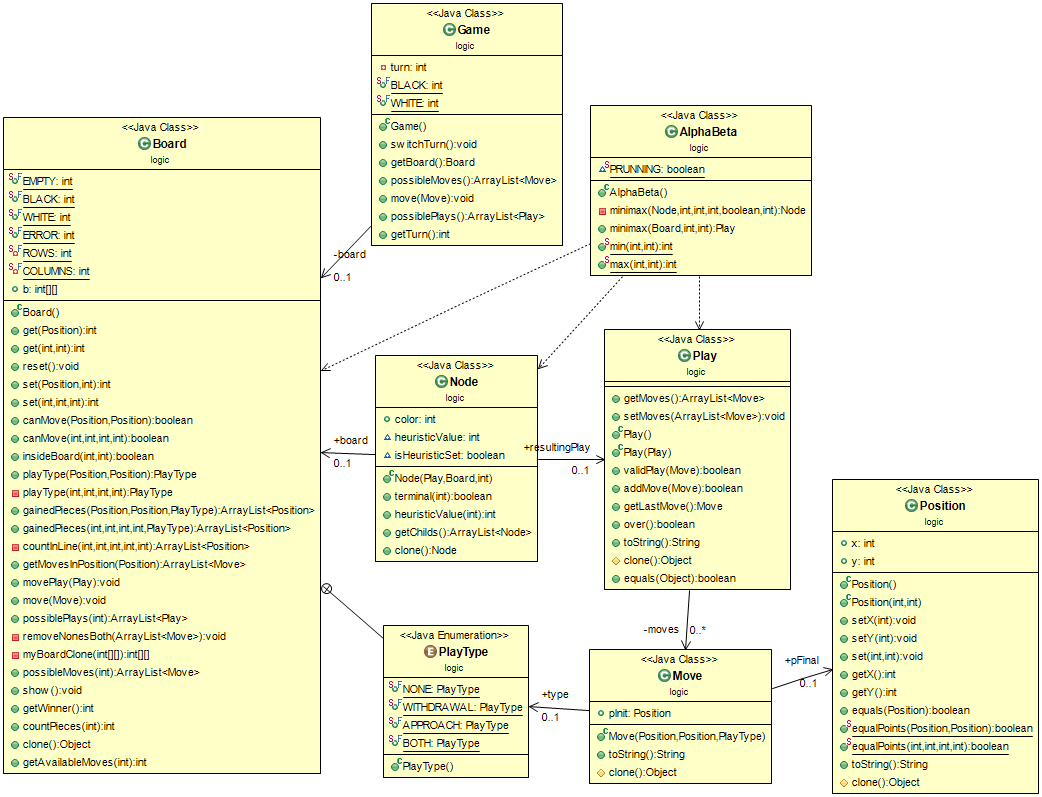 <<Java Class>>
Game
logic
turn: int
BLACK: int
WHITE: int
Game()
switchTurn():void
getBoard():Board
possibleMoves():ArrayList<Move>
move(Move):void
possiblePlays():ArrayList<Play>
getTurn():int
<<Java Class>>
Board
logic
EMPTY: int
BLACK: int
WHITE: int
ERROR: int
ROWS: int
COLUMNS: int
b: int[][]
Board()
get(Position):int
get(int,int):int
reset():void
set(Position,int):int
set(int,int,int):int
canMove(Position,Position):boolean
canMove(int,int,int,int):boolean
insideBoard(int,int):boolean
playType(Position,Position):PlayType
playType(int,int,int,int):PlayType
gainedPieces(Position,Position,PlayType):ArrayList<Position>
gainedPieces(int,int,int,int,PlayType):ArrayList<Position>
countInLine(int,int,int,int,int):ArrayList<Position>
getMovesInPosition(Position):ArrayList<Move>
movePlay(Play):void
move(Move):void
possiblePlays(int):ArrayList<Play>
removeNonesBoth(ArrayList<Move>):void
myBoardClone(int[][]):int[][]
possibleMoves(int):ArrayList<Move>
show():void
getWinner():int
countPieces(int):int
clone():Object
getAvailableMoves(int):int
-board
0..1
<<Java Class>>
AlphaBeta
logic
PRUNNING: boolean
AlphaBeta()
minimax(Node,int,int,int,boolean,int):Node
minimax(Board,int,int):Play
min(int,int):int
max(int,int):int
<<Java Class>>
Node
logic
color: int
heuristicValue: int
isHeuristicSet: boolean
Node(Play,Board,int)
terminal(int):boolean
heuristicValue(int):int
getChilds():ArrayList<Node>
clone():Node
+board
0..1
+resultingPlay
0..1
<<Java Class>>
Play
logic
getMoves():ArrayList<Move>
setMoves(ArrayList<Move>):void
Play()
Play(Play)
validPlay(Move):boolean
addMove(Move):boolean
getLastMove():Move
over():boolean
toString():String
clone():Object
equals(Object):boolean
-moves
0..*
<<Java Enumeration>>
PlayType
logic
NONE: PlayType
WITHDRAWAL: PlayType
APPROACH: PlayType
BOTH: PlayType
PlayType()
+type
0..1
<<Java Class>>
Move
logic
pInit: Position
Move(Position,Position,PlayType)
toString():String
clone():Object
+pFinal
0..1
<<Java Class>>
Position
logic
x: int
y: int
Position()
Position(int,int)
setX(int):void
setY(int):void
set(int,int):void
getX():int
getY():int
equals(Position):boolean
equalPoints(Position,Position):boolean
equalPoints(int,int,int,int):boolean
toString():String
clone():Object